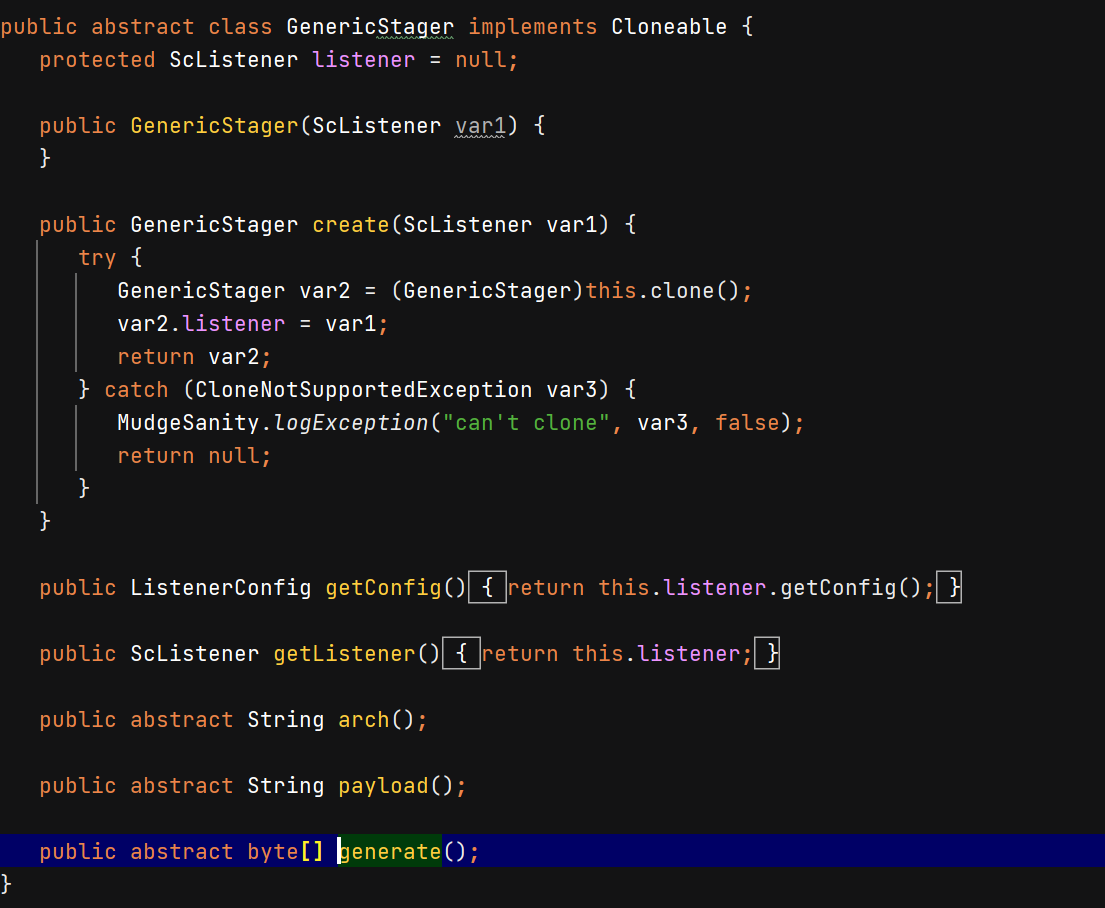 public abstract class GenericStager implements Cloneable {
protected ScListener listener = null;
public GenericStager(ScListener var1) {
}
public GenericStager create(ScListener var1) {
try {
GenericStager var2 = (GenericStager)this.clone();
var2.listener = var1;
return var2;
} catch (CloneNotSupportedException var3) {
MudgeSanity.logException("can't clone", var3, false);
return null;
}
}
public ListenerConfig getConfig() { return this.listener.getConfig(); }
public ScListener getListener() { return this.listener; }
public abstract String arch();
public abstract String payload();
public abstract byte[] generate();
}